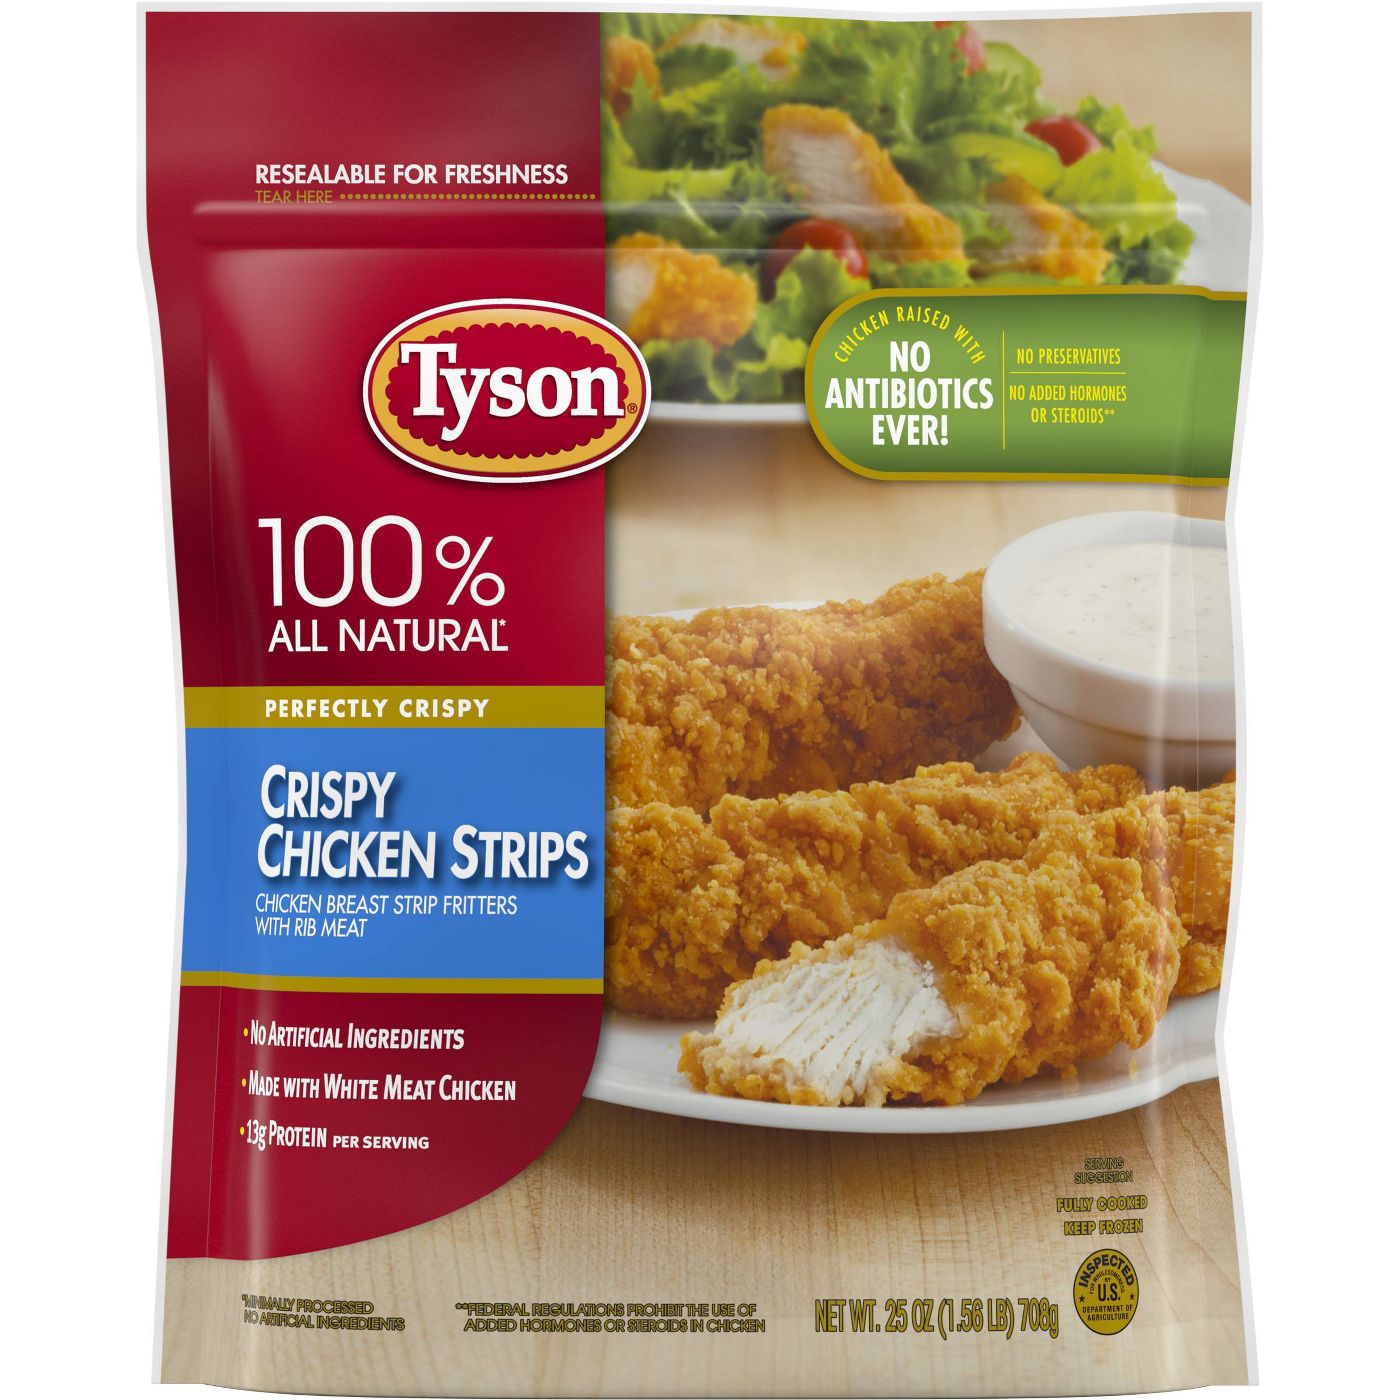 RESEALABLE FOR FRESHNESS
TEAR HERE
Tyson®
100%
ALL NATURAL*
PERFECTLY CRISPY
CRISPY
CHICKEN STRIPS
CHICKEN BREAST STRIP FRITTERS
WITH RIB MEAT
• NO ARTIFICIAL INGREDIENTS
• MADE WITH WHITE MEAT CHICKEN
• 13g PROTEIN PER SERVING
CHICKEN RAISED WITH
NO
ANTIBIOTICS
EVER!
NO PRESERVATIVES
NO ADDED HORMONES
OR STEROIDS**
SERVING
SUGGESTION
FULLY COOKED
KEEP FROZEN
INSPECTED
FOR WHOLESOMENESS
BY
U.S.
DEPARTMENT OF
AGRICULTURE
*MINIMALLY PROCESSED
NO ARTIFICIAL INGREDIENTS
**FEDERAL REGULATIONS PROHIBIT THE USE OF
ADDED HORMONES OR STEROIDS IN CHICKEN
NET WT. 25 OZ (1.56 LB) 708g